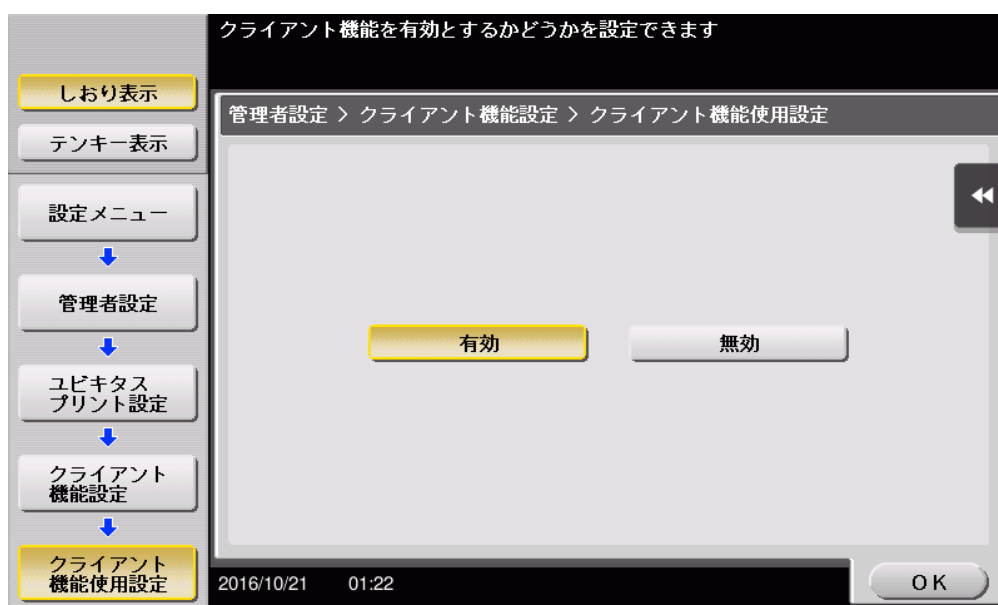 クライアント機能を有効とするかどうかを設定できます
しおり表示
テンキー表示
設定メニュー
管理者設定
ユビキタス
プリント設定
クライアント
機能設定
クライアント
機能使用設定
管理者設定 > クライアント機能設定 > クライアント機能使用設定
有効
無効
2016/10/21 01:22
OK